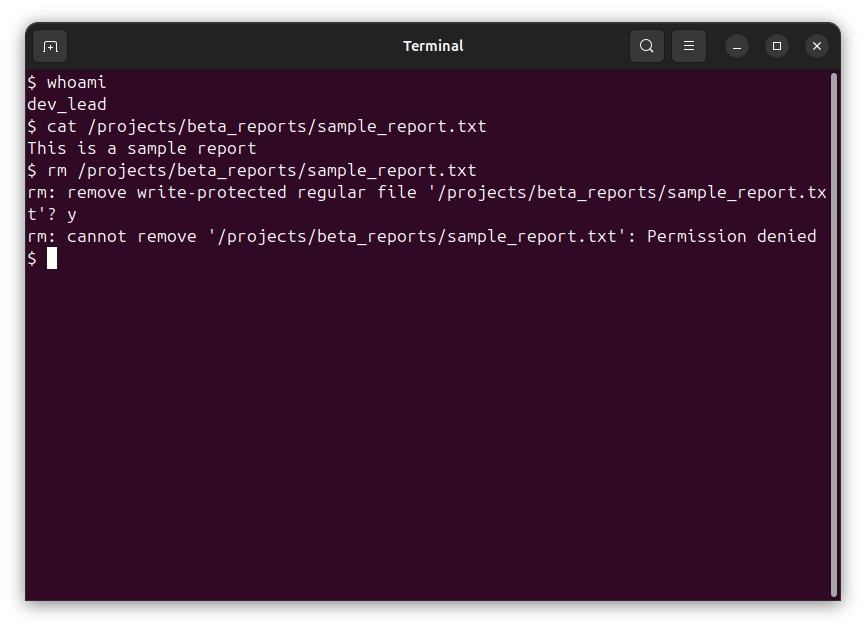 Terminal
$ whoami
dev_lead
$ cat /projects/beta_reports/sample_report.txt
This is a sample report
$ rm /projects/beta_reports/sample_report.txt
rm: remove write-protected regular file '/projects/beta_reports/sample_report.tx
t'? y
rm: cannot remove '/projects/beta_reports/sample_report.txt': Permission denied
$